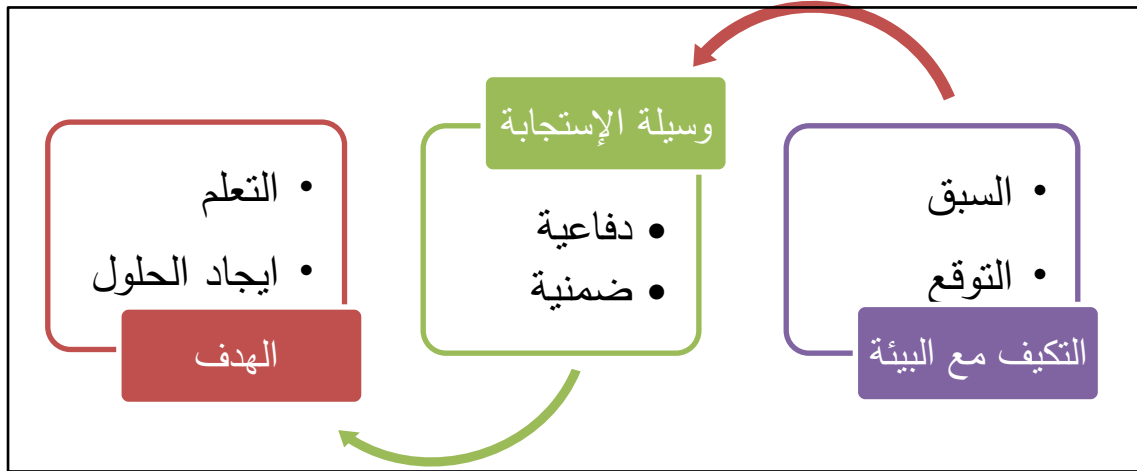 السبق
التوقع
التكيف مع البيئة
وسيلة الإستجابة
دفاعية
ضمنية
التعلم
ايجاد الحلول
الهدف